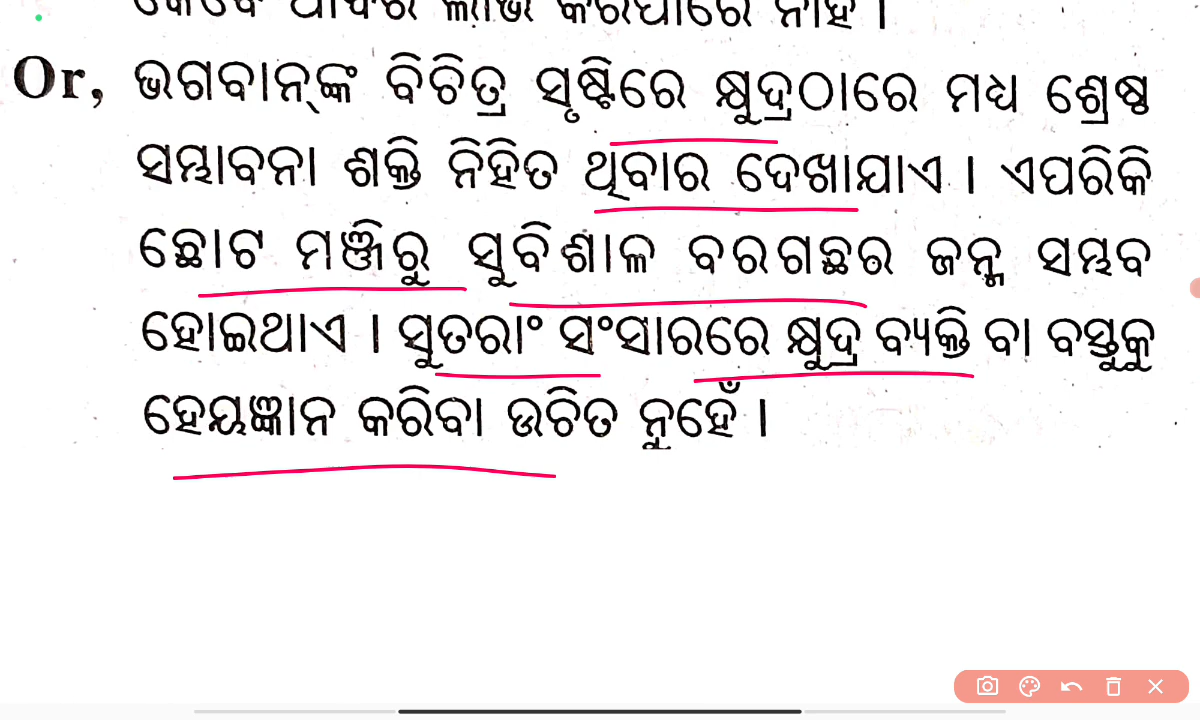 Or, ଭଗବାନ୍‌ଙ୍କ ବିଚିତ୍ର ସୃଷ୍ଟିରେ କ୍ଷୁଦ୍ରଠାରେ ମଧ୍ୟ ଶ୍ରେଷ୍ଠ
ସମ୍ଭାବନା ଶକ୍ତି ନିହିତ ଥିବାର ଦେଖାଯାଏ । ଏପରିକି
ଛୋଟ ମଞ୍ଜିରୁ ସୁବିଶାଳ ବରଗଛର ଜନ୍ମ ସମ୍ଭବ
ହୋଇଥାଏ । ସୁତରାଂ ସଂସାରରେ କ୍ଷୁଦ୍ର ବ୍ୟକ୍ତି ବା ବସ୍ତୁକୁ
ହେୟଜ୍ଞାନ କରିବା ଉଚିତ ନୁହେଁ ।